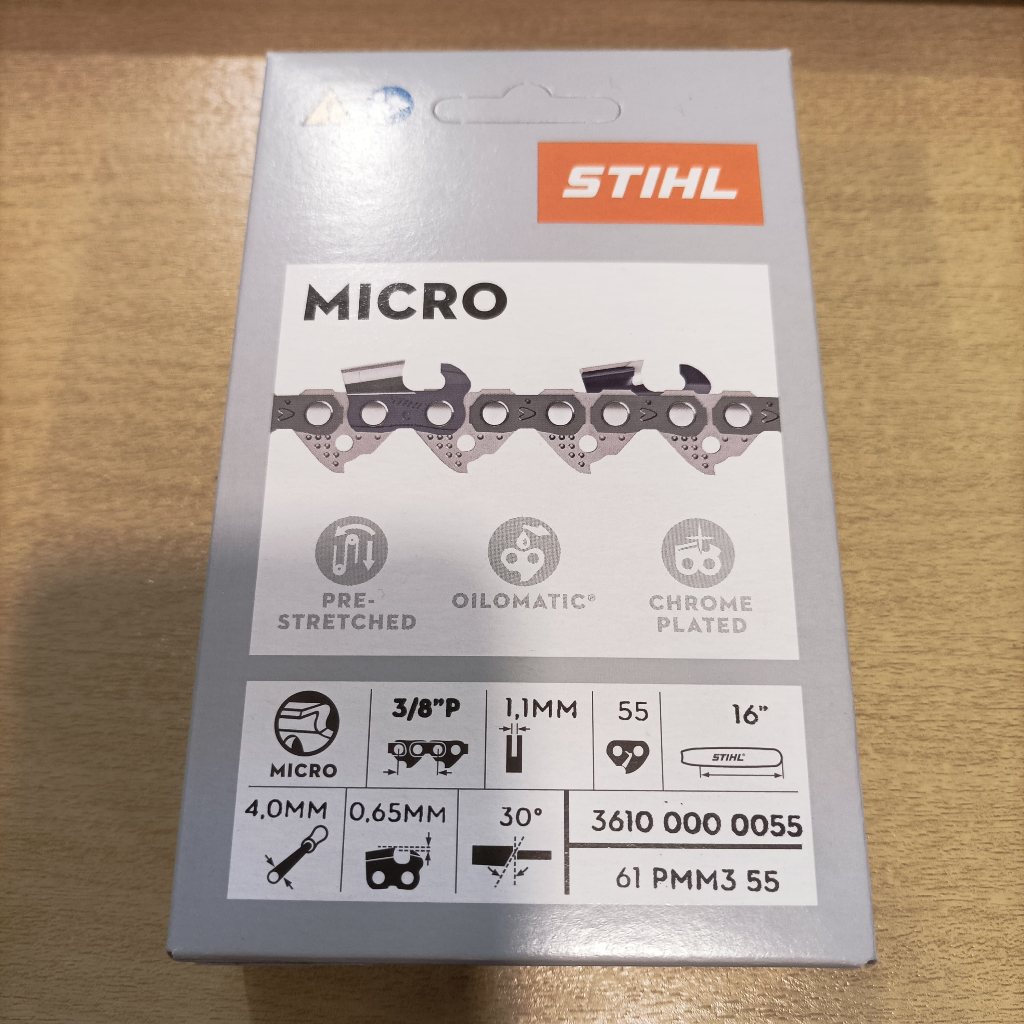 STIHL
MICRO
PRE-
STRETCHED
OILOMATIC®
CHROME
PLATED
3/8”P
1,1MM
55
16”
MICRO
STIHL®
4,0MM
0,65MM
30°
3610 000 0055
61 PMM3 55